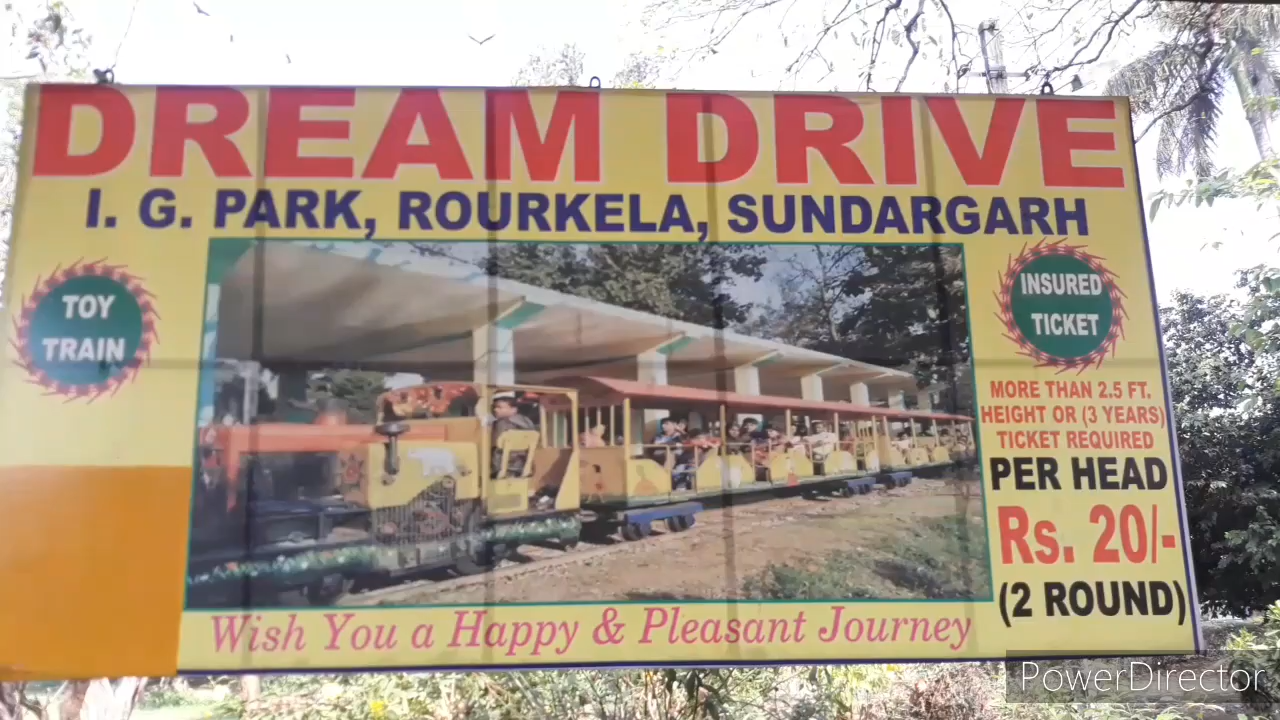 DREAM DRIVE
I. G. PARK, ROURKELA, SUNDARGARH
TOY
TRAIN
INSURED
TICKET
MORE THAN 2.5 FT.
HEIGHT OR (3 YEARS)
TICKET REQUIRED
PER HEAD
Rs. 20/-
(2 ROUND)
Wish You a Happy & Pleasant Journey
PowerDirector